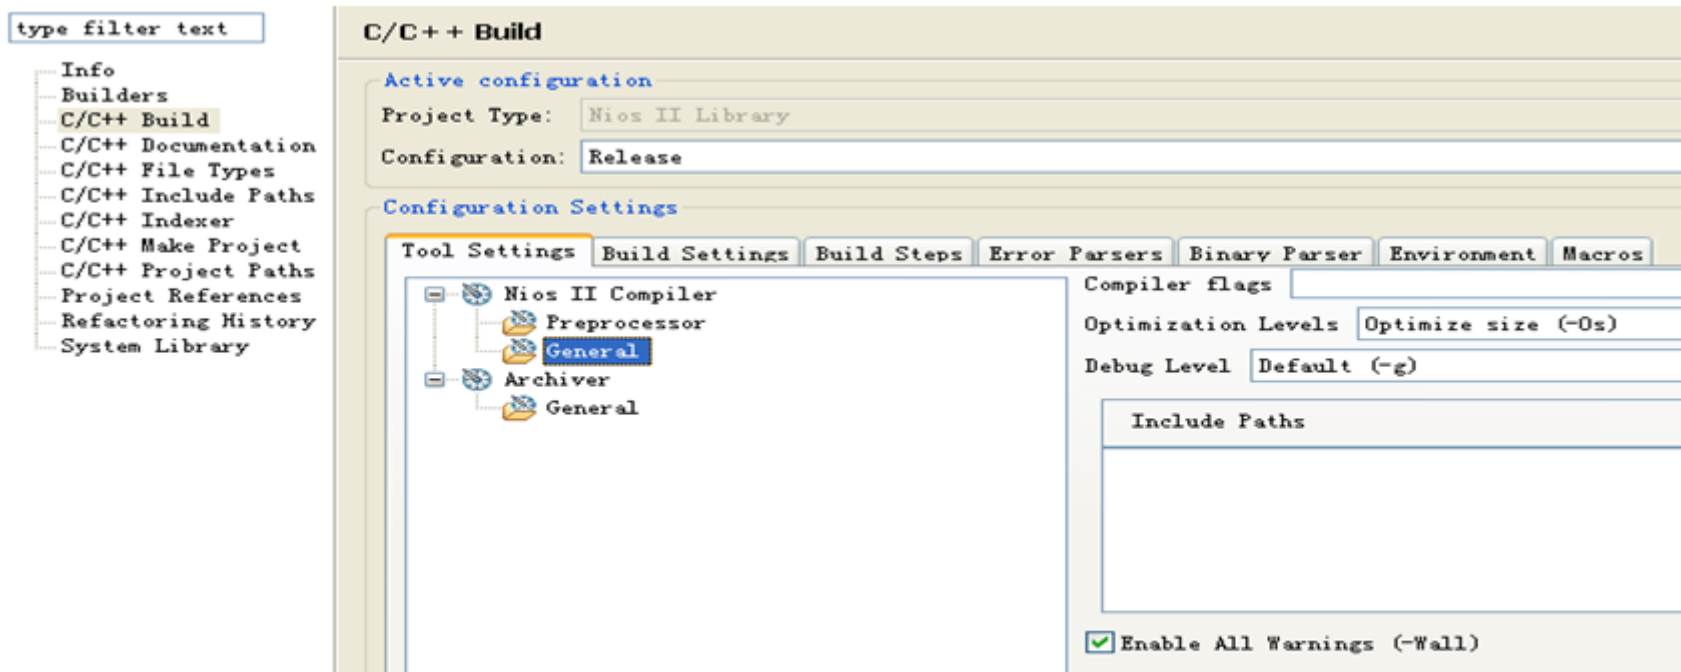 type filter text
Info
Builders
C/C++ Build
C/C++ Documentation
C/C++ File Types
C/C++ Include Paths
C/C++ Indexer
C/C++ Make Project
C/C++ Project Paths
Project References
Refactoring History
System Library
C/C++ Build
Active configuration
Project Type: Nios II Library
Configuration: Release
Configuration Settings
Tool Settings Build Settings Build Steps Error Parsers Binary Parser Environment Macros
Nios II Compiler
Preprocessor
General
Archiver
General
Compiler flags
Optimization Levels Optimize size (-Os)
Debug Level Default (-g)
Include Paths
Enable All Warnings (-Wall)